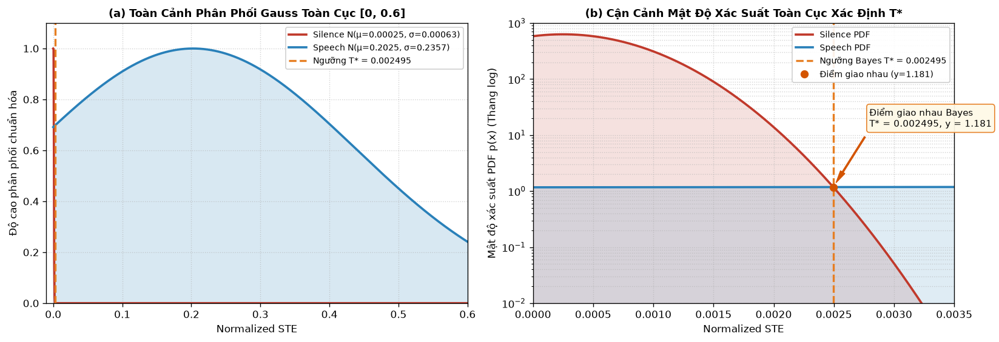 (a) Toàn Cảnh Phân Phối Gauss Toàn Cục [0, 0.6]
Silence N(μ=0.00025, σ=0.00063)
Speech N(μ=0.2025, σ=0.2357)
Ngưỡng T* = 0.002495
Độ cao phân phối chuẩn hóa
1.0
0.8
0.6
0.4
0.2
0.0
0.0 0.1 0.2 0.3 0.4 0.5 0.6
Normalized STE
(b) Cận Cảnh Mật Độ Xác Suất Toàn Cục Xác Định T*
Silence PDF
Speech PDF
Ngưỡng Bayes T* = 0.002495
Điểm giao nhau (y=1.181)
Điểm giao nhau Bayes
T* = 0.002495, y = 1.181
Mật độ xác suất PDF p(x) (Thang log)
10³
10²
10¹
10⁰
10⁻¹
10⁻²
0.0000 0.0005 0.0010 0.0015 0.0020 0.0025 0.0030 0.0035
Normalized STE